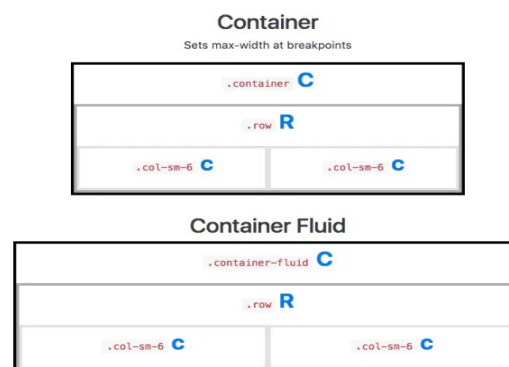 Container
Sets max-width at breakpoints
.container C
.row R
.col-sm-6 C .col-sm-6 C
Container Fluid
.container-fluid C
.row R
.col-sm-6 C .col-sm-6 C